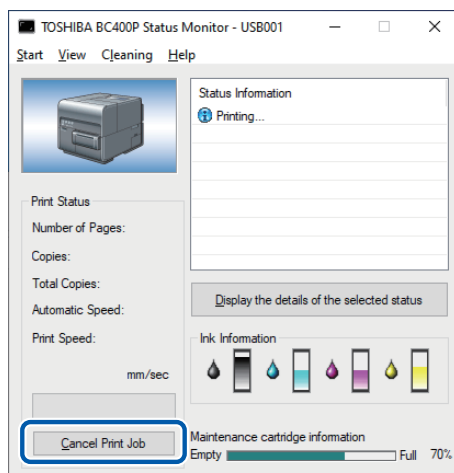 TOSHIBA BC400P Status Monitor - USB001
Start View Cleaning Help
Status Information
Printing...
Print Status
Number of Pages:
Copies:
Total Copies:
Automatic Speed:
Print Speed:
mm/sec
Cancel Print Job
Display the details of the selected status
Ink Information
Maintenance cartridge information
Empty Full 70%